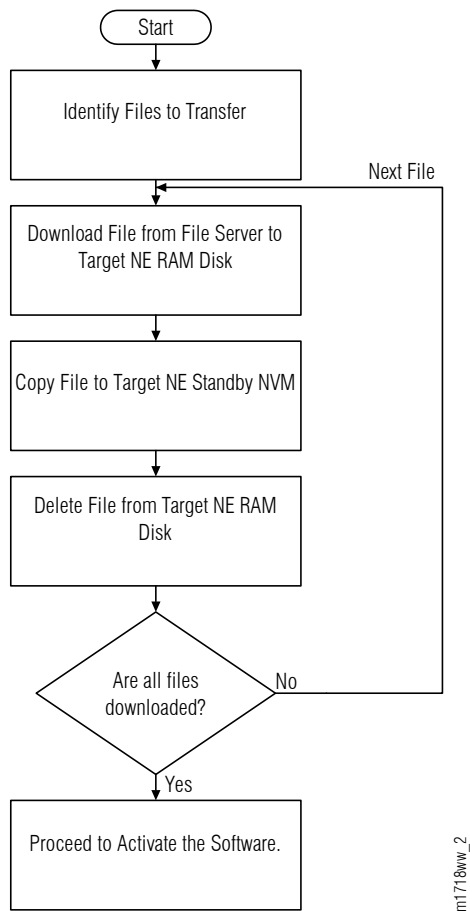 Start
Identify Files to Transfer
Next File
Download File from File Server to
Target NE RAM Disk
Copy File to Target NE Standby NVM
Delete File from Target NE RAM
Disk
Are all files
downloaded?
No
Yes
Proceed to Activate the Software.
m1718ww_2